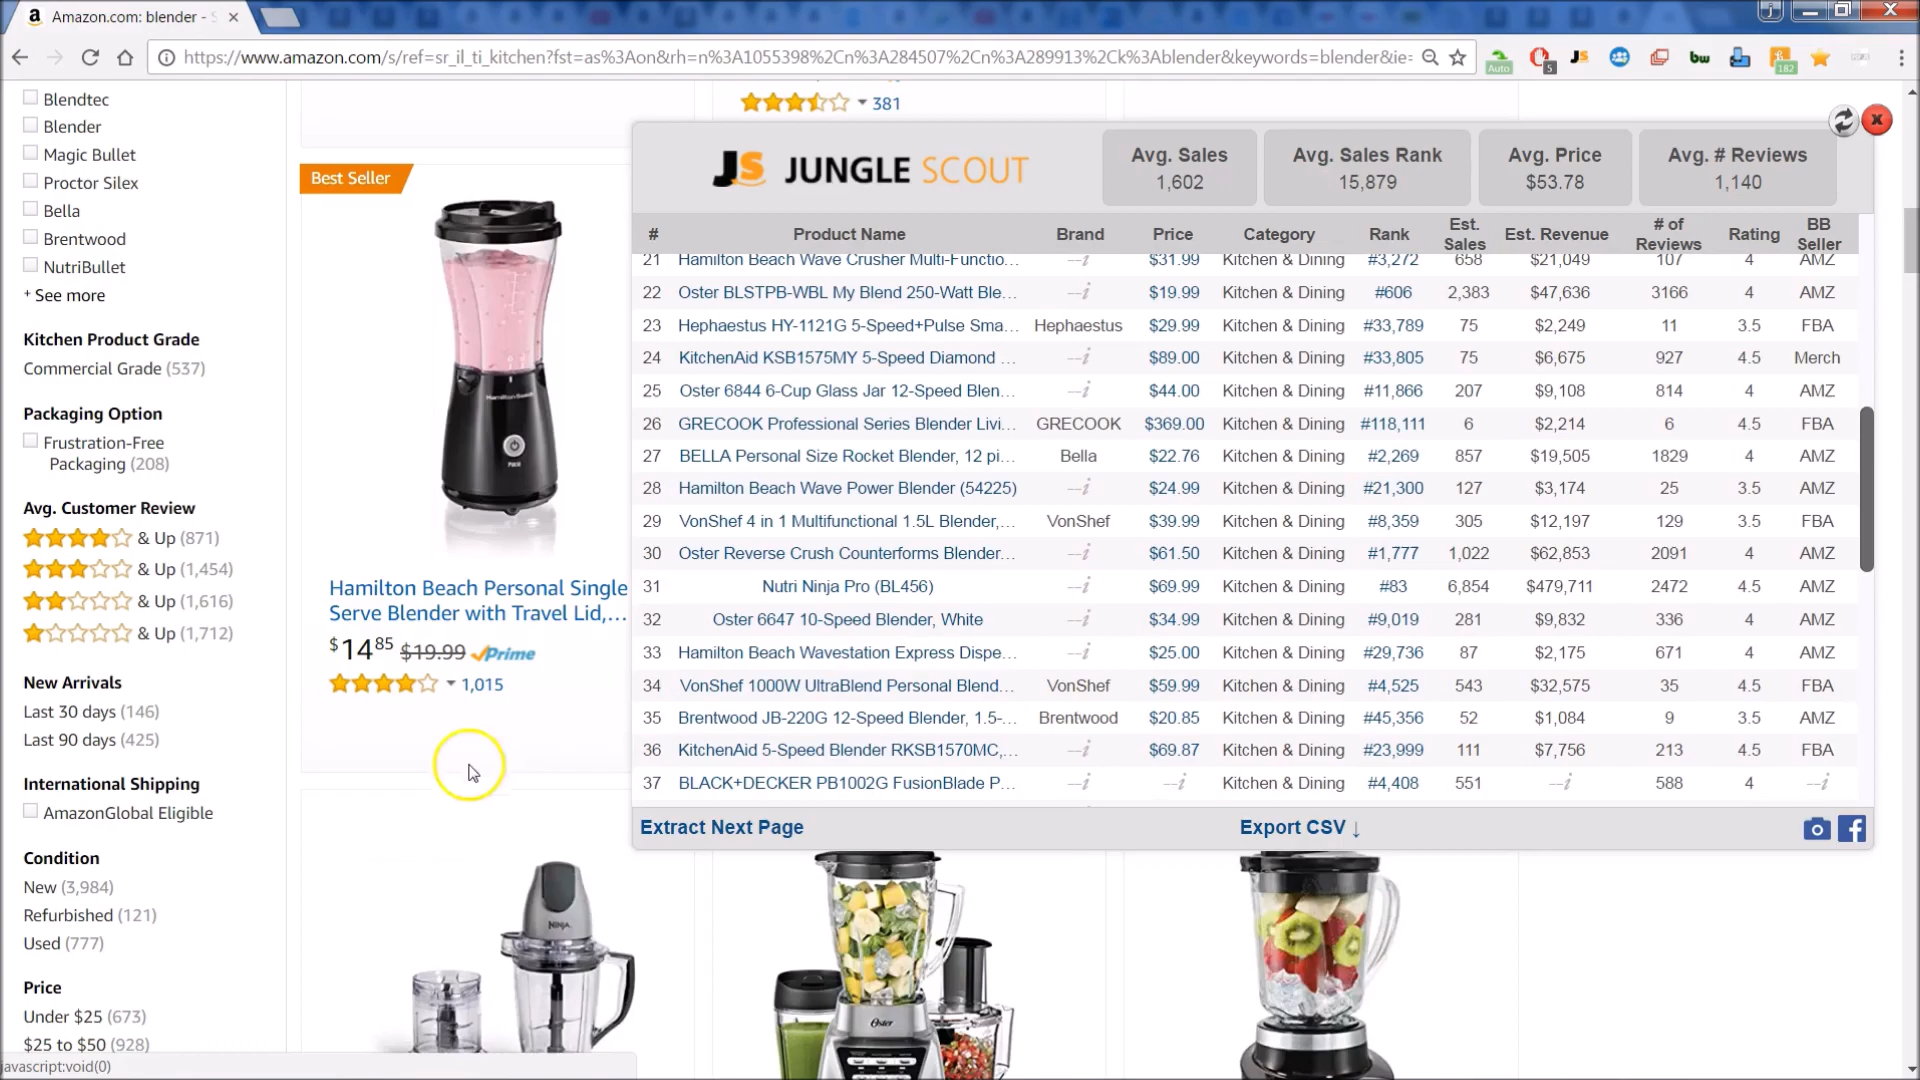 Amazon.com: blender - S
https://www.amazon.com/s/ref=sr_il_ti_kitchen?fst=as%3Aon&rh=n%3A1055398%2Cn%3A284507%2Cn%3A289913%2Ck%3Ablender&keywords=blender&ie=
Auto
5
JS
bw
182
Blendtec
Blender
Magic Bullet
Proctor Silex
Bella
Brentwood
NutriBullet
+ See more
Kitchen Product Grade
Commercial Grade (537)
Packaging Option
Frustration-Free
Packaging (208)
Avg. Customer Review
& Up (871)
& Up (1,454)
& Up (1,616)
& Up (1,712)
New Arrivals
Last 30 days (146)
Last 90 days (425)
International Shipping
AmazonGlobal Eligible
Condition
New (3,984)
Refurbished (121)
Used (777)
Price
Under $25 (673)
$25 to $50 (928)
javascript:void(0)
381
Best Seller
Hamilton Beach
Hamilton Beach Personal Single
Serve Blender with Travel Lid,…
$14 85 $19.99 Prime
1,015
JS JUNGLE SCOUT
Avg. Sales
1,602
Avg. Sales Rank
15,879
Avg. Price
$53.78
Avg. # Reviews
1,140
# Product Name Brand Price Category Rank Est. Sales Est. Revenue # of Reviews Rating BB Seller
21 Hamilton Beach Wave Crusher Multi-Functio... --i $31.99 Kitchen & Dining #3,272 658 $21,049 107 4 AMZ
22 Oster BLSTPB-WBL My Blend 250-Watt Ble... --i $19.99 Kitchen & Dining #606 2,383 $47,636 3166 4 AMZ
23 Hephaestus HY-1121G 5-Speed+Pulse Sma... Hephaestus $29.99 Kitchen & Dining #33,789 75 $2,249 11 3.5 FBA
24 KitchenAid KSB1575MY 5-Speed Diamond ... --i $89.00 Kitchen & Dining #33,805 75 $6,675 927 4.5 Merch
25 Oster 6844 6-Cup Glass Jar 12-Speed Blen... --i $44.00 Kitchen & Dining #11,866 207 $9,108 814 4 AMZ
26 GRECOOK Professional Series Blender Livi... GRECOOK $369.00 Kitchen & Dining #118,111 6 $2,214 6 4.5 FBA
27 BELLA Personal Size Rocket Blender, 12 pi... Bella $22.76 Kitchen & Dining #2,269 857 $19,505 1829 4 AMZ
28 Hamilton Beach Wave Power Blender (54225) --i $24.99 Kitchen & Dining #21,300 127 $3,174 25 3.5 AMZ
29 VonShef 4 in 1 Multifunctional 1.5L Blender,... VonShef $39.99 Kitchen & Dining #8,359 305 $12,197 129 3.5 FBA
30 Oster Reverse Crush Counterforms Blender... --i $61.50 Kitchen & Dining #1,777 1,022 $62,853 2091 4 AMZ
31 Nutri Ninja Pro (BL456) --i $69.99 Kitchen & Dining #83 6,854 $479,711 2472 4.5 AMZ
32 Oster 6647 10-Speed Blender, White --i $34.99 Kitchen & Dining #9,019 281 $9,832 336 4 AMZ
33 Hamilton Beach Wavestation Express Dispe... --i $25.00 Kitchen & Dining #29,736 87 $2,175 671 4 AMZ
34 VonShef 1000W UltraBlend Personal Blend... VonShef $59.99 Kitchen & Dining #4,525 543 $32,575 35 4.5 FBA
35 Brentwood JB-220G 12-Speed Blender, 1.5-... Brentwood $20.85 Kitchen & Dining #45,356 52 $1,084 9 3.5 AMZ
36 KitchenAid 5-Speed Blender RKSB1570MC,... --i $69.87 Kitchen & Dining #23,999 111 $7,756 213 4.5 FBA
37 BLACK+DECKER PB1002G FusionBlade P... --i --i Kitchen & Dining #4,408 551 --i 588 4 --i
Extract Next Page
Export CSV ↓
NINJA
Oster